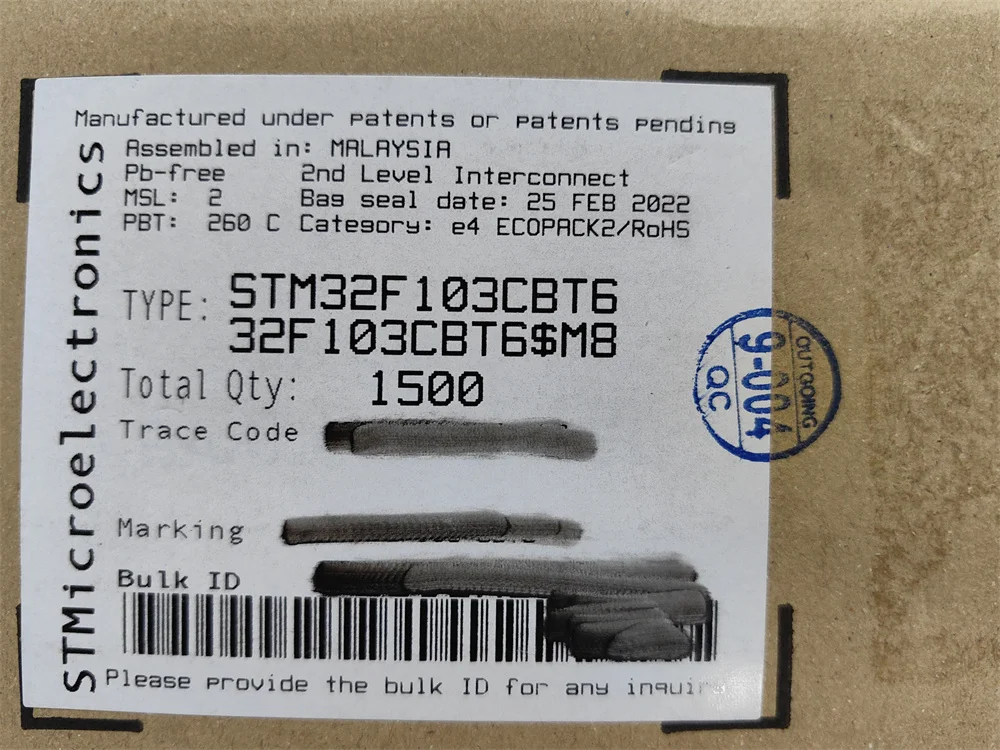 Manufactured under patents or patents pending
STMicroelectronics
Assembled in: MALAYSIA
Pb-free 2nd Level Interconnect
MSL: 2 Bag seal date: 25 FEB 2022
PBT: 260 C Category: e4 ECOPACK2/RoHS
TYPE: STM32F103CBT6
32F103CBT6$M8
Total Qty: 1500
Trace Code
Marking
Bulk ID
Please provide the bulk ID for any
OUTGOING
9-004
QC